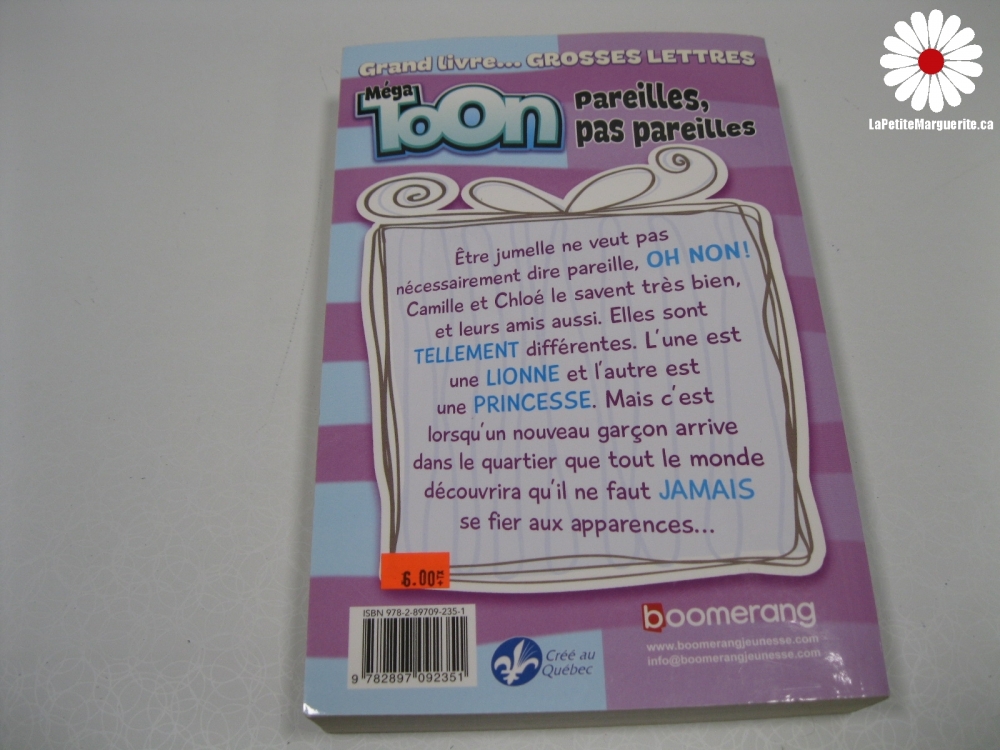 Grand livre... GROSSES LETTRES
Méga
TOOn
Pareilles,
pas pareilles
LaPetiteMarguerite.ca
Être jumelle ne veut pas
nécessairement dire pareille, OH NON!
Camille et Chloé le savent très bien,
et leurs amis aussi. Elles sont
TELLEMENT différentes. L'une est
une LIONNE et l'autre est
une PRINCESSE. Mais c'est
lorsqu'un nouveau garçon arrive
dans le quartier que tout le monde
découvrira qu'il ne faut JAMAIS
se fier aux apparences...
6.00
ISBN 978-2-89709-235-1
9 782897 092351
Créé au
Québec
boomerang
www.boomerangjeunesse.com
info@boomerangjeunesse.com